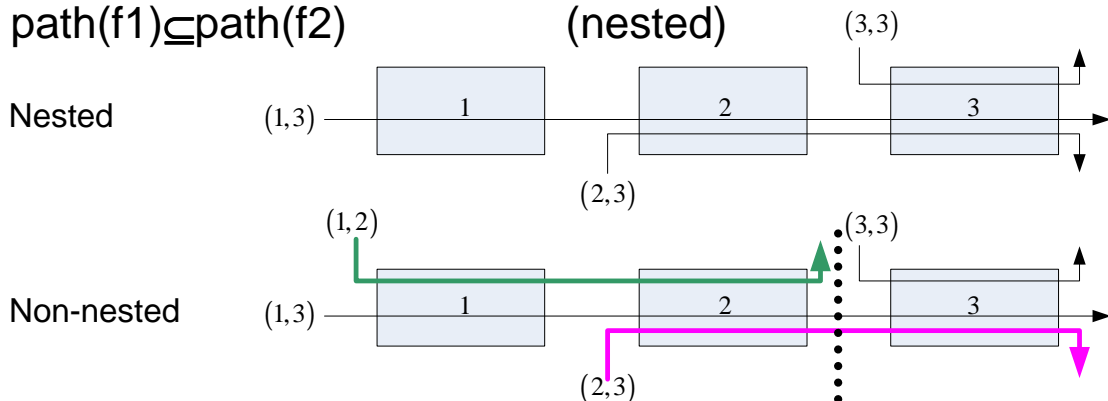 path(f1)⊆path(f2) (nested)
(3,3)
Nested (1,3) 1 2 3
(2,3)
(1,2) (3,3)
Non-nested (1,3) 1 2 3
(2,3)